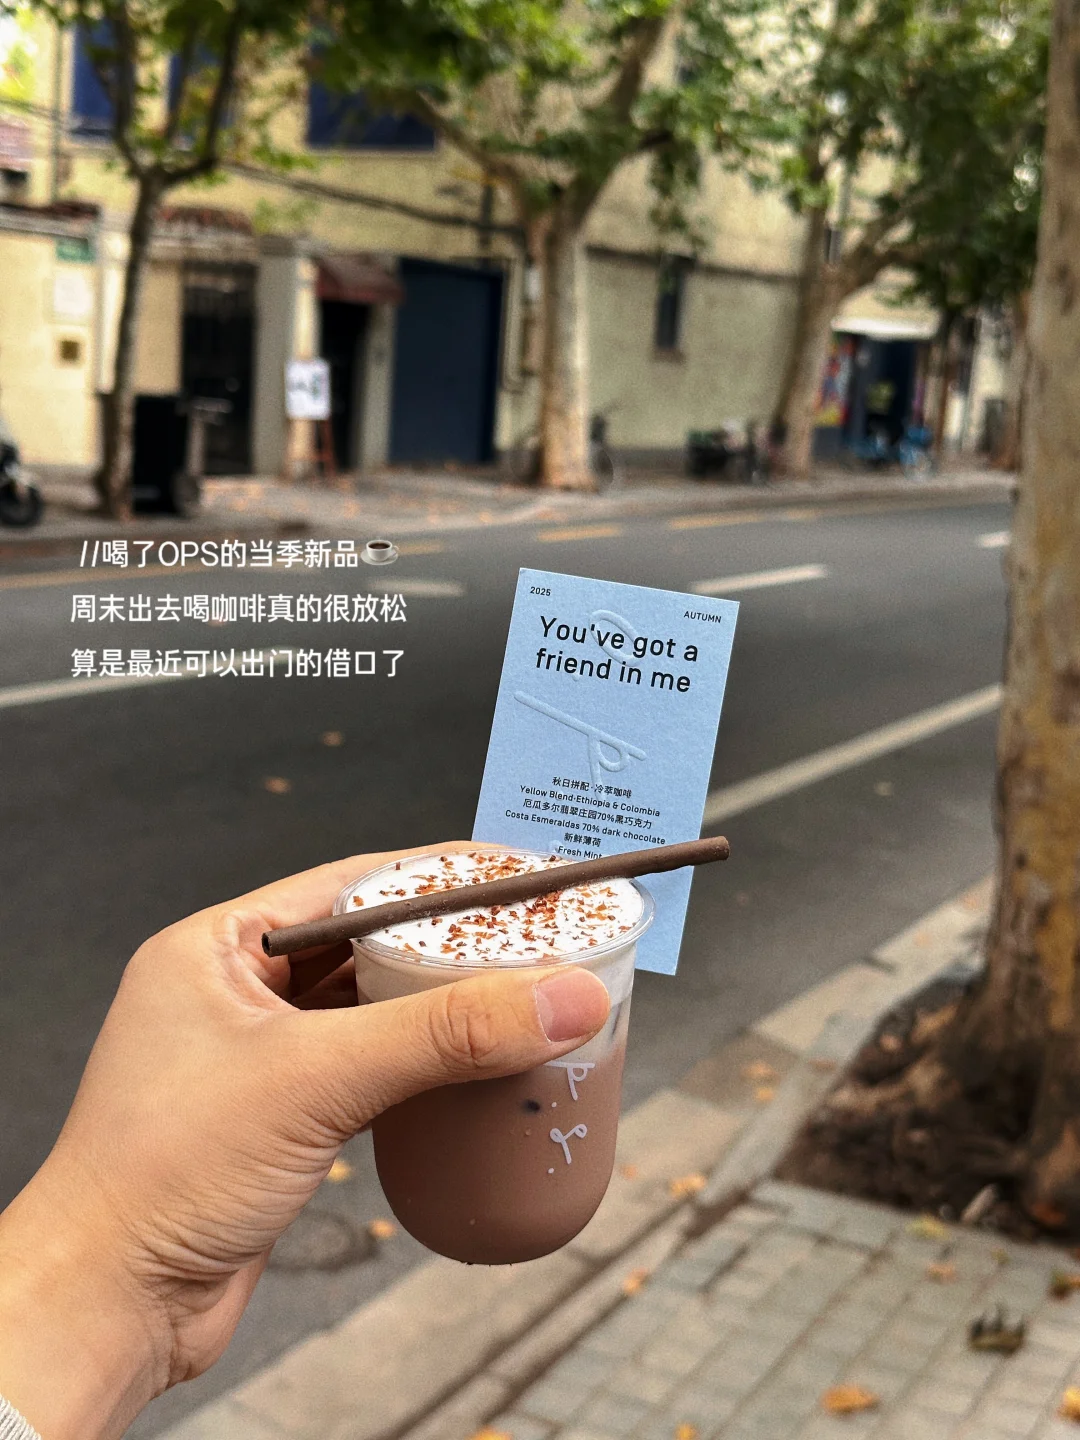 //喝了OPS的当季新品☕
周末出去喝咖啡真的很放松
算是最近可以出门的借口了
2025
AUTUMN
You've got a
friend in me
秋日拼配·冷萃咖啡
Yellow Blend·Ethiopia & Colombia
厄瓜多尔翡翠庄园70%黑巧克力
Costa Esmeraldas 70% dark chocolate
新鲜薄荷
Fresh Mint